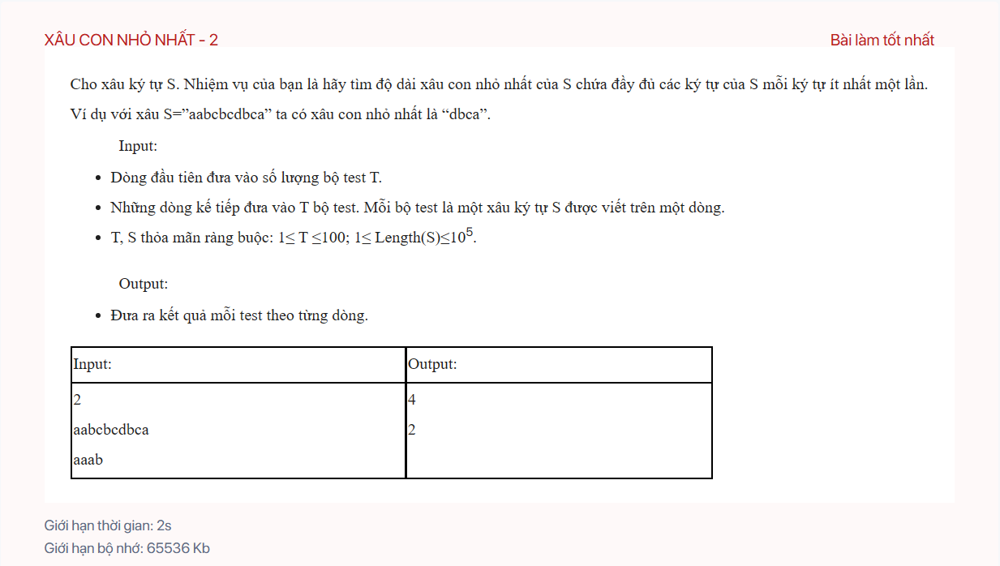 XÂU CON NHỎ NHẤT - 2
Bài làm tốt nhất
Cho xâu ký tự S. Nhiệm vụ của bạn là hãy tìm độ dài xâu con nhỏ nhất của S chứa đầy đủ các ký tự của S mỗi ký tự ít nhất một lần.
Ví dụ với xâu S=”aabcbcdbca” ta có xâu con nhỏ nhất là “dbca”.
Input:
• Dòng đầu tiên đưa vào số lượng bộ test T.
• Những dòng kế tiếp đưa vào T bộ test. Mỗi bộ test là một xâu ký tự S được viết trên một dòng.
• T, S thỏa mãn ràng buộc: 1≤ T ≤100; 1≤ Length(S)≤10⁵.
Output:
• Đưa ra kết quả mỗi test theo từng dòng.
Input:
Output:
2
aabcbcdbca
aaab
4
2
Giới hạn thời gian: 2s
Giới hạn bộ nhớ: 65536 Kb